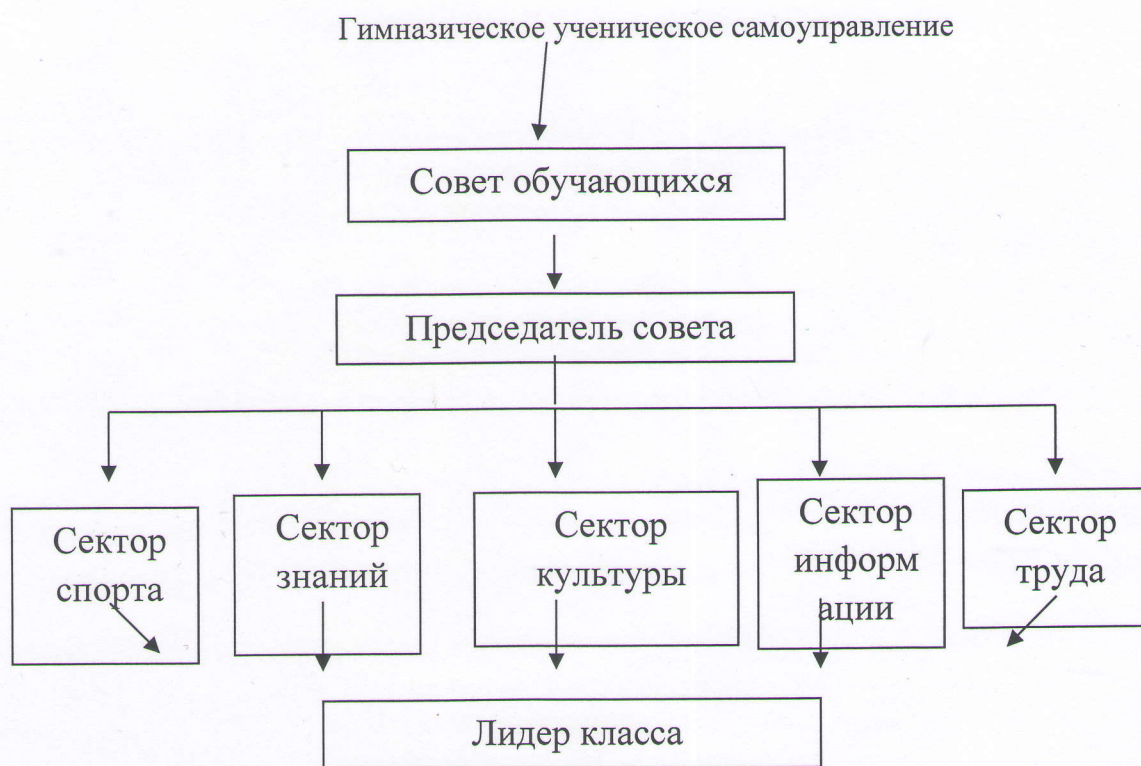 Гимназическое ученическое самоуправление
Совет обучающихся
Председатель совета
Сектор
спорта
Сектор
знаний
Сектор
культуры
Сектор
информ
ации
Сектор
труда
Лидер класса